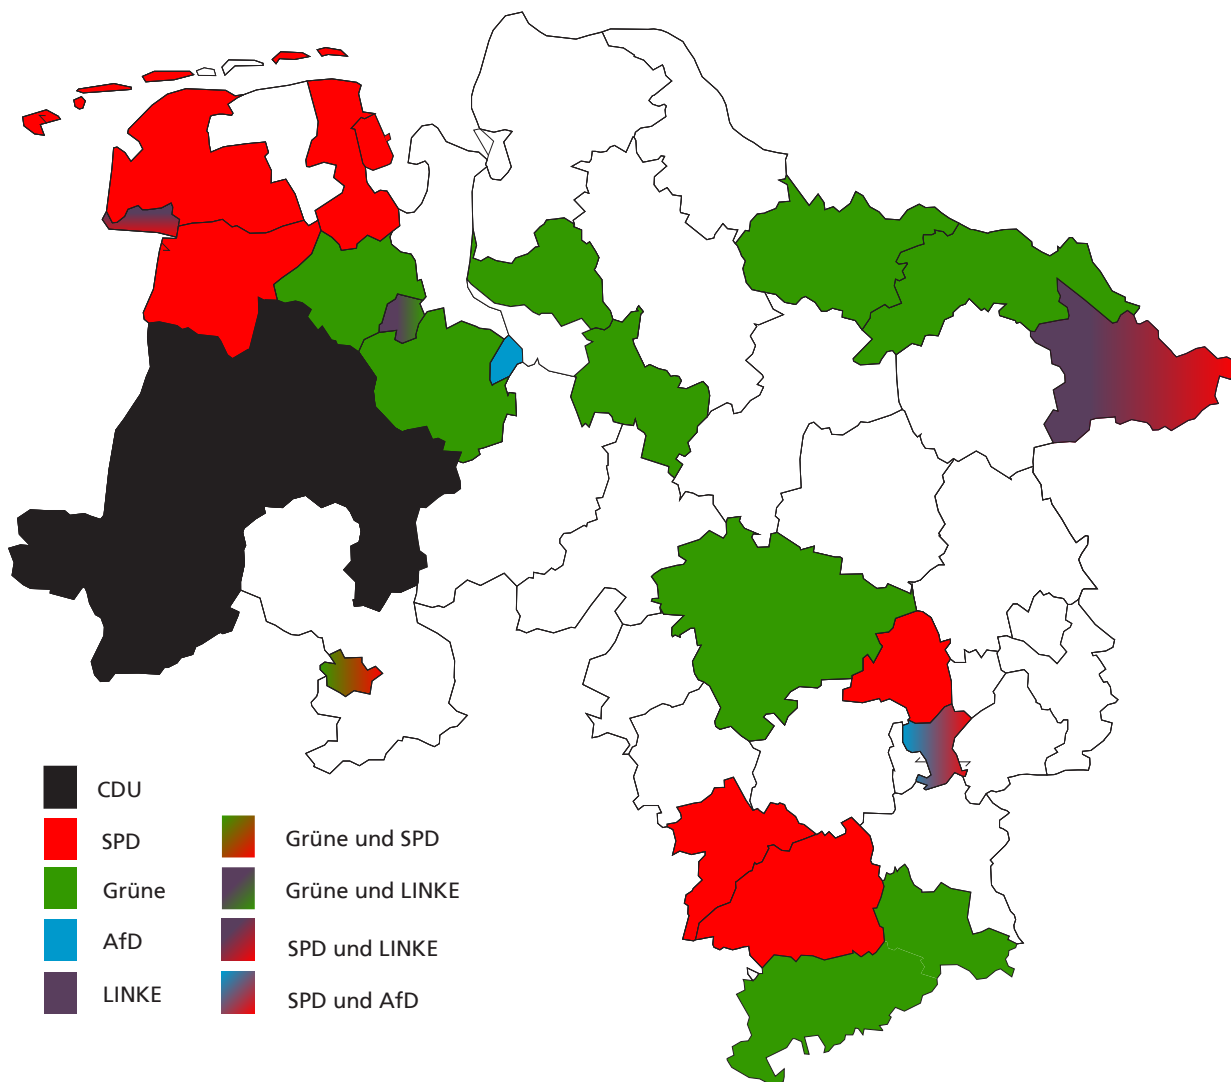 CDU
SPD
Grüne
AfD
LINKE
Grüne und SPD
Grüne und LINKE
SPD und LINKE
SPD und AfD